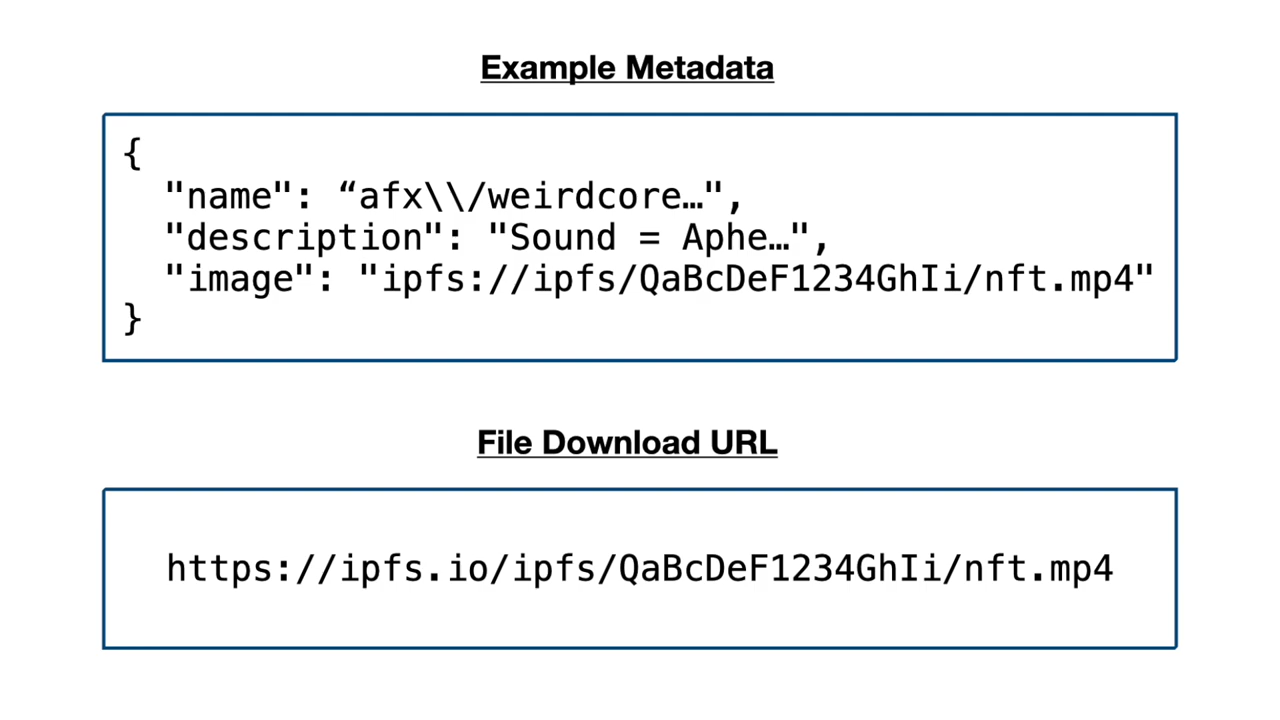 Example Metadata
{
"name": “afx\\/weirdcore…",
"description": "Sound = Aphe…",
"image": "ipfs://ipfs/QaBcDeF1234GhIi/nft.mp4"
}
File Download URL
https://ipfs.io/ipfs/QaBcDeF1234GhIi/nft.mp4